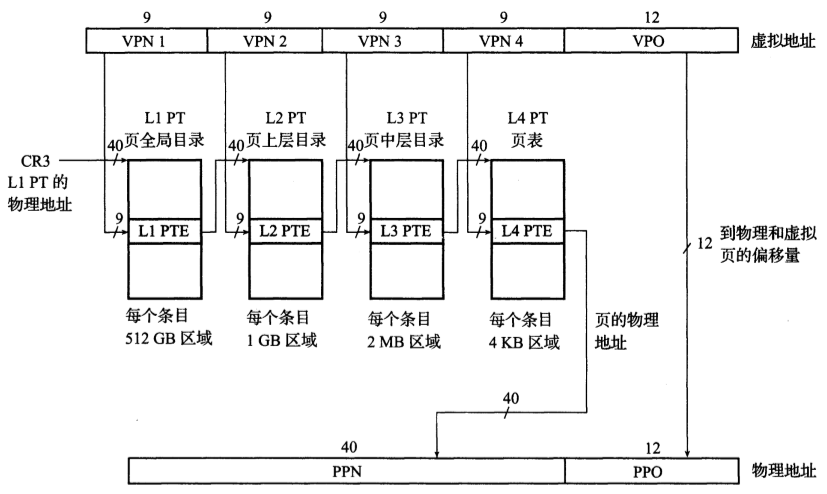 9 9 9 9 12
VPN 1 VPN 2 VPN 3 VPN 4 VPO 虚拟地址
L1 PT L2 PT L3 PT L4 PT
页全局目录 页上层目录 页中层目录 页表
40 40 40 40
CR3
L1 PT 的
物理地址
9 9 9 9
L1 PTE L2 PTE L3 PTE L4 PTE
12 到物理和虚拟
页的偏移量
每个条目 每个条目 每个条目 每个条目 页的物理
512 GB 区域 1 GB 区域 2 MB 区域 4 KB 区域 地址
40
40 12
PPN PPO 物理地址